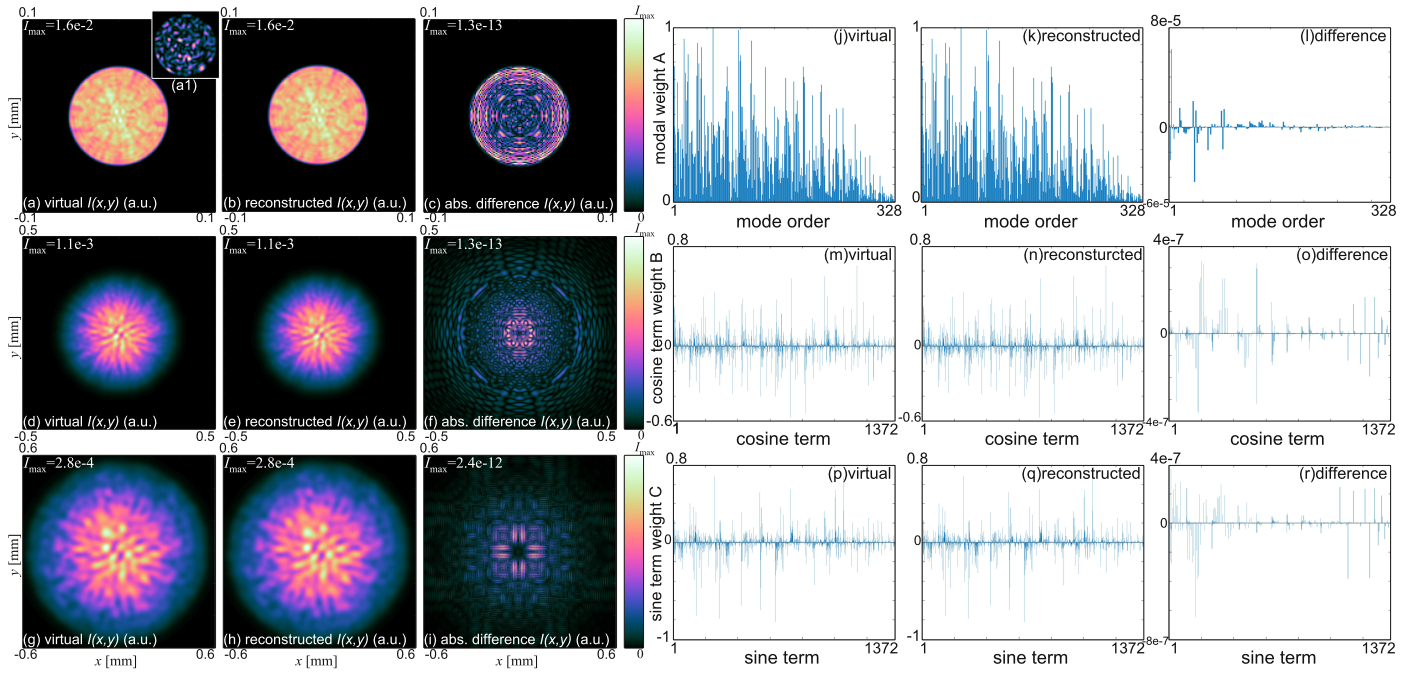 0.1
I_max=1.6e-2
(a1)
y [mm]
(a) virtual I(x,y) (a.u.)
-0.1
0.1
0.1
I_max=1.6e-2
(b) reconstructed I(x,y) (a.u.)
-0.1
0.1
0.1
I_max=1.3e-13
(c) abs. difference I(x,y) (a.u.)
-0.1
0.1
I_max
0
0.5
I_max=1.1e-3
y [mm]
(d) virtual I(x,y) (a.u.)
-0.5
0.5
0.5
I_max=1.1e-3
(e) reconstructed I(x,y) (a.u.)
-0.5
0.5
0.5
I_max=1.3e-13
(f) abs. difference I(x,y) (a.u.)
-0.5
0.5
I_max
0
0.6
I_max=2.8e-4
y [mm]
(g) virtual I(x,y) (a.u.)
-0.6
0.6
x [mm]
0.6
I_max=2.8e-4
(h) reconstructed I(x,y) (a.u.)
-0.6
0.6
x [mm]
0.6
I_max=2.4e-12
(i) abs. difference I(x,y) (a.u.)
-0.6
0.6
x [mm]
I_max
0
1
(j)virtual
modal weight A
0
1
328
mode order
1
(k)reconstructed
0
1
328
mode order
8e-5
(l)difference
0
-6e-5
1
328
mode order
0.8
(m)virtual
cosine term weight B
0
-0.6
1
1372
cosine term
0.8
(n)reconsturcted
0
-0.6
1
1372
cosine term
4e-7
(o)difference
0
-4e-7
1
1372
cosine term
0.8
(p)virtual
sine term weight C
0
-1
1
1372
sine term
0.8
(q)reconstructed
0
-1
1
1372
sine term
4e-7
(r)difference
0
-8e-7
1
1372
sine term